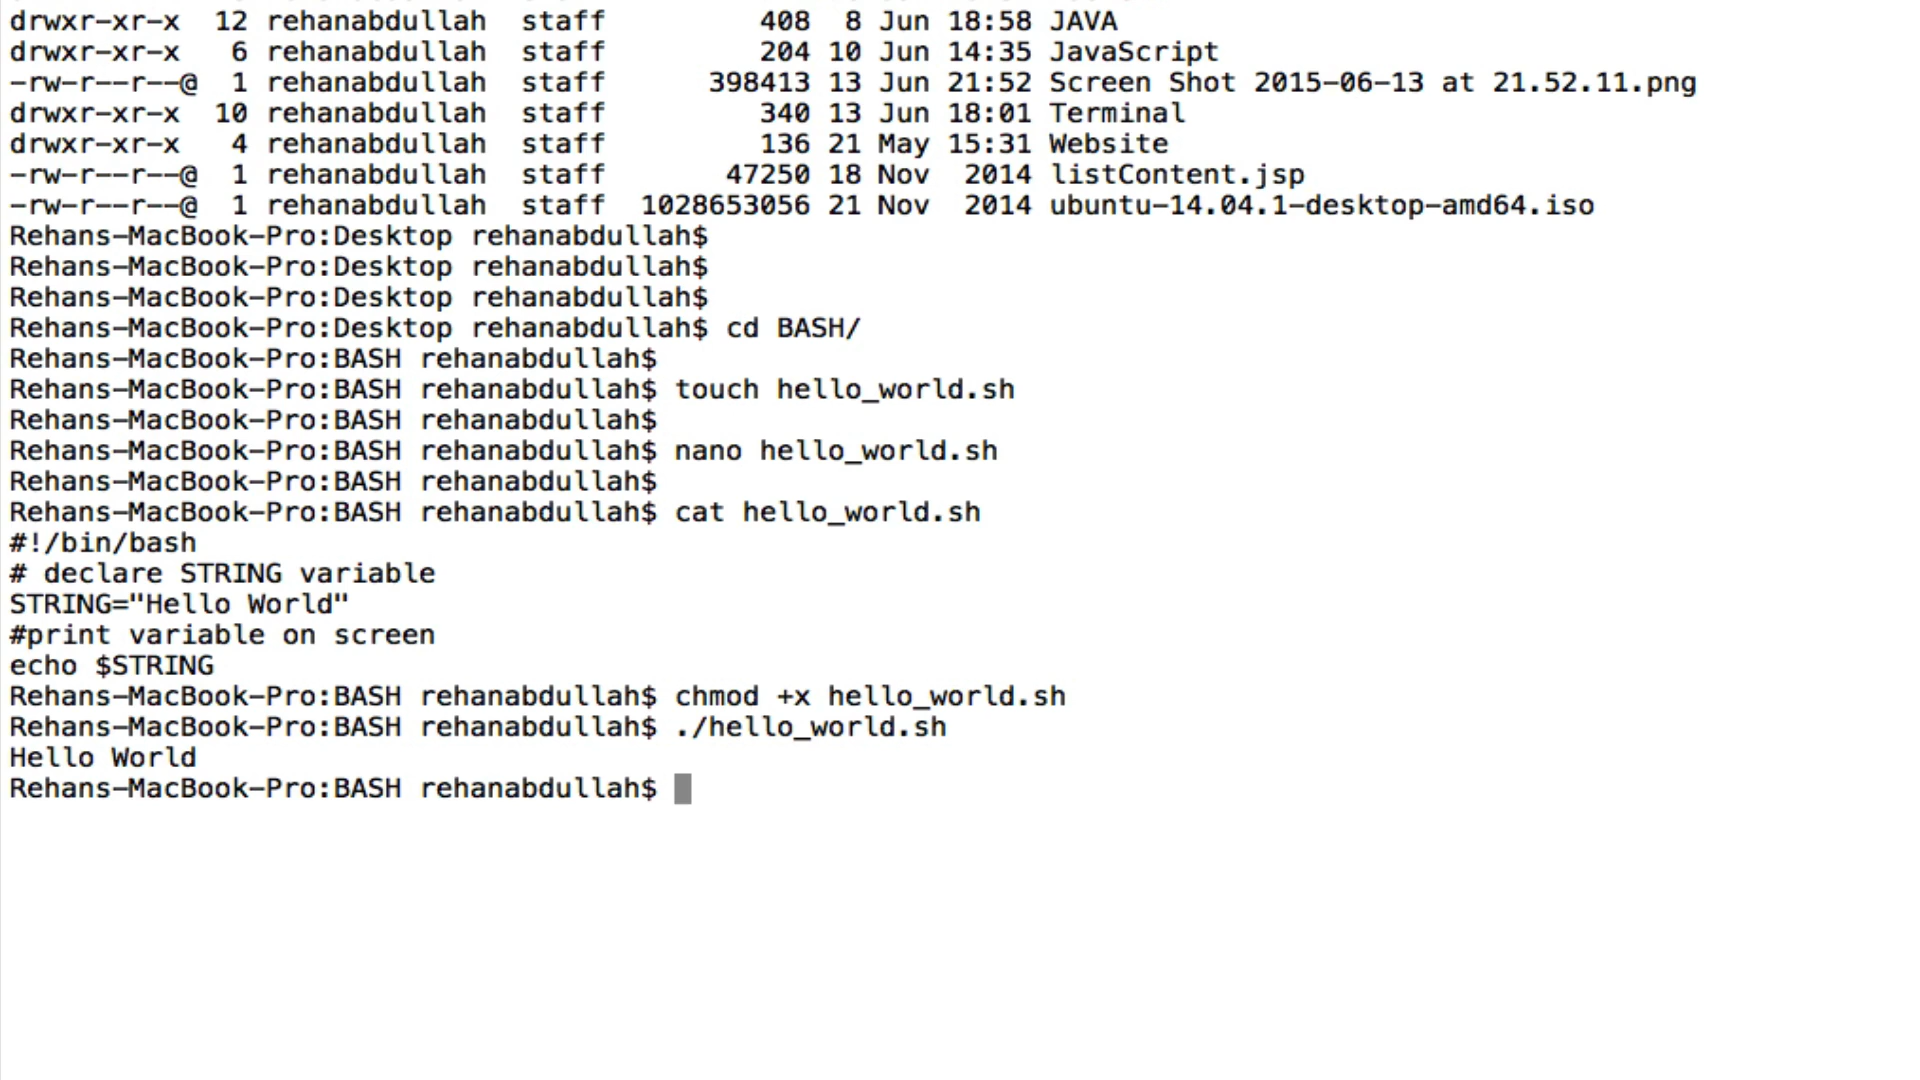 drwxr-xr-x  12 rehanabdullah  staff         408  8 Jun 18:58 JAVA
drwxr-xr-x   6 rehanabdullah  staff         204 10 Jun 14:35 JavaScript
-rw-r--r--@  1 rehanabdullah  staff      398413 13 Jun 21:52 Screen Shot 2015-06-13 at 21.52.11.png
drwxr-xr-x  10 rehanabdullah  staff         340 13 Jun 18:01 Terminal
drwxr-xr-x   4 rehanabdullah  staff         136 21 May 15:31 Website
-rw-r--r--@  1 rehanabdullah  staff       47250 18 Nov  2014 listContent.jsp
-rw-r--r--@  1 rehanabdullah  staff  1028653056 21 Nov  2014 ubuntu-14.04.1-desktop-amd64.iso
Rehans-MacBook-Pro:Desktop rehanabdullah$
Rehans-MacBook-Pro:Desktop rehanabdullah$
Rehans-MacBook-Pro:Desktop rehanabdullah$
Rehans-MacBook-Pro:Desktop rehanabdullah$ cd BASH/
Rehans-MacBook-Pro:BASH rehanabdullah$
Rehans-MacBook-Pro:BASH rehanabdullah$ touch hello_world.sh
Rehans-MacBook-Pro:BASH rehanabdullah$
Rehans-MacBook-Pro:BASH rehanabdullah$ nano hello_world.sh
Rehans-MacBook-Pro:BASH rehanabdullah$
Rehans-MacBook-Pro:BASH rehanabdullah$ cat hello_world.sh
#!/bin/bash
# declare STRING variable
STRING="Hello World"
#print variable on screen
echo $STRING
Rehans-MacBook-Pro:BASH rehanabdullah$ chmod +x hello_world.sh
Rehans-MacBook-Pro:BASH rehanabdullah$ ./hello_world.sh
Hello World
Rehans-MacBook-Pro:BASH rehanabdullah$